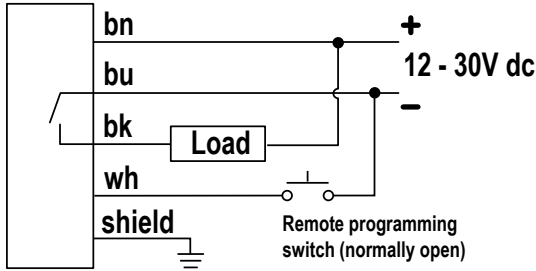 bn
+
12 - 30V dc
bu
–
bk
Load
wh
shield
Remote programming
switch (normally open)